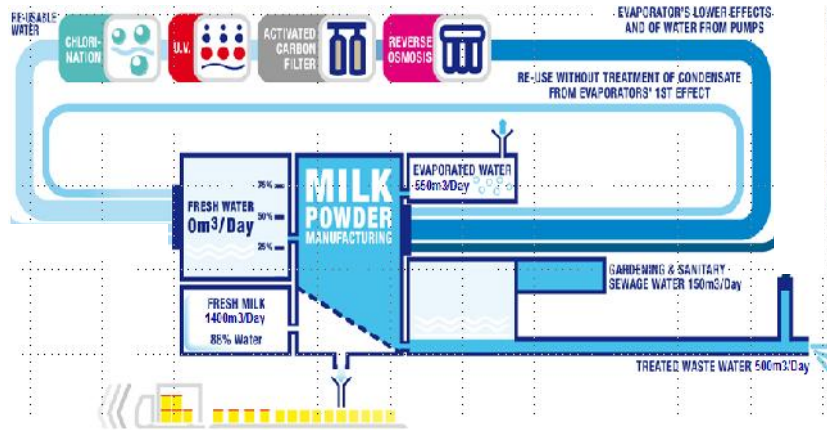 RE-USABLE
WATER
CHLORI-
NATION
U.V.
ACTIVATED
CARBON
FILTER
REVERSE
OSMOSIS
EVAPORATOR'S LOWER EFFECTS
AND OF WATER FROM PUMPS
RE-USE WITHOUT TREATMENT OF CONDENSATE
FROM EVAPORATORS' 1ST EFFECT
FRESH WATER
0m³/Day
75%
50%
25%
MILK
POWDER
MANUFACTURING
EVAPORATED WATER
550m3/Day
FRESH MILK
1400m3/Day
88% Water
GARDENING & SANITARY
SEWAGE WATER 150m3/Day
TREATED WASTE WATER 500m3/Day